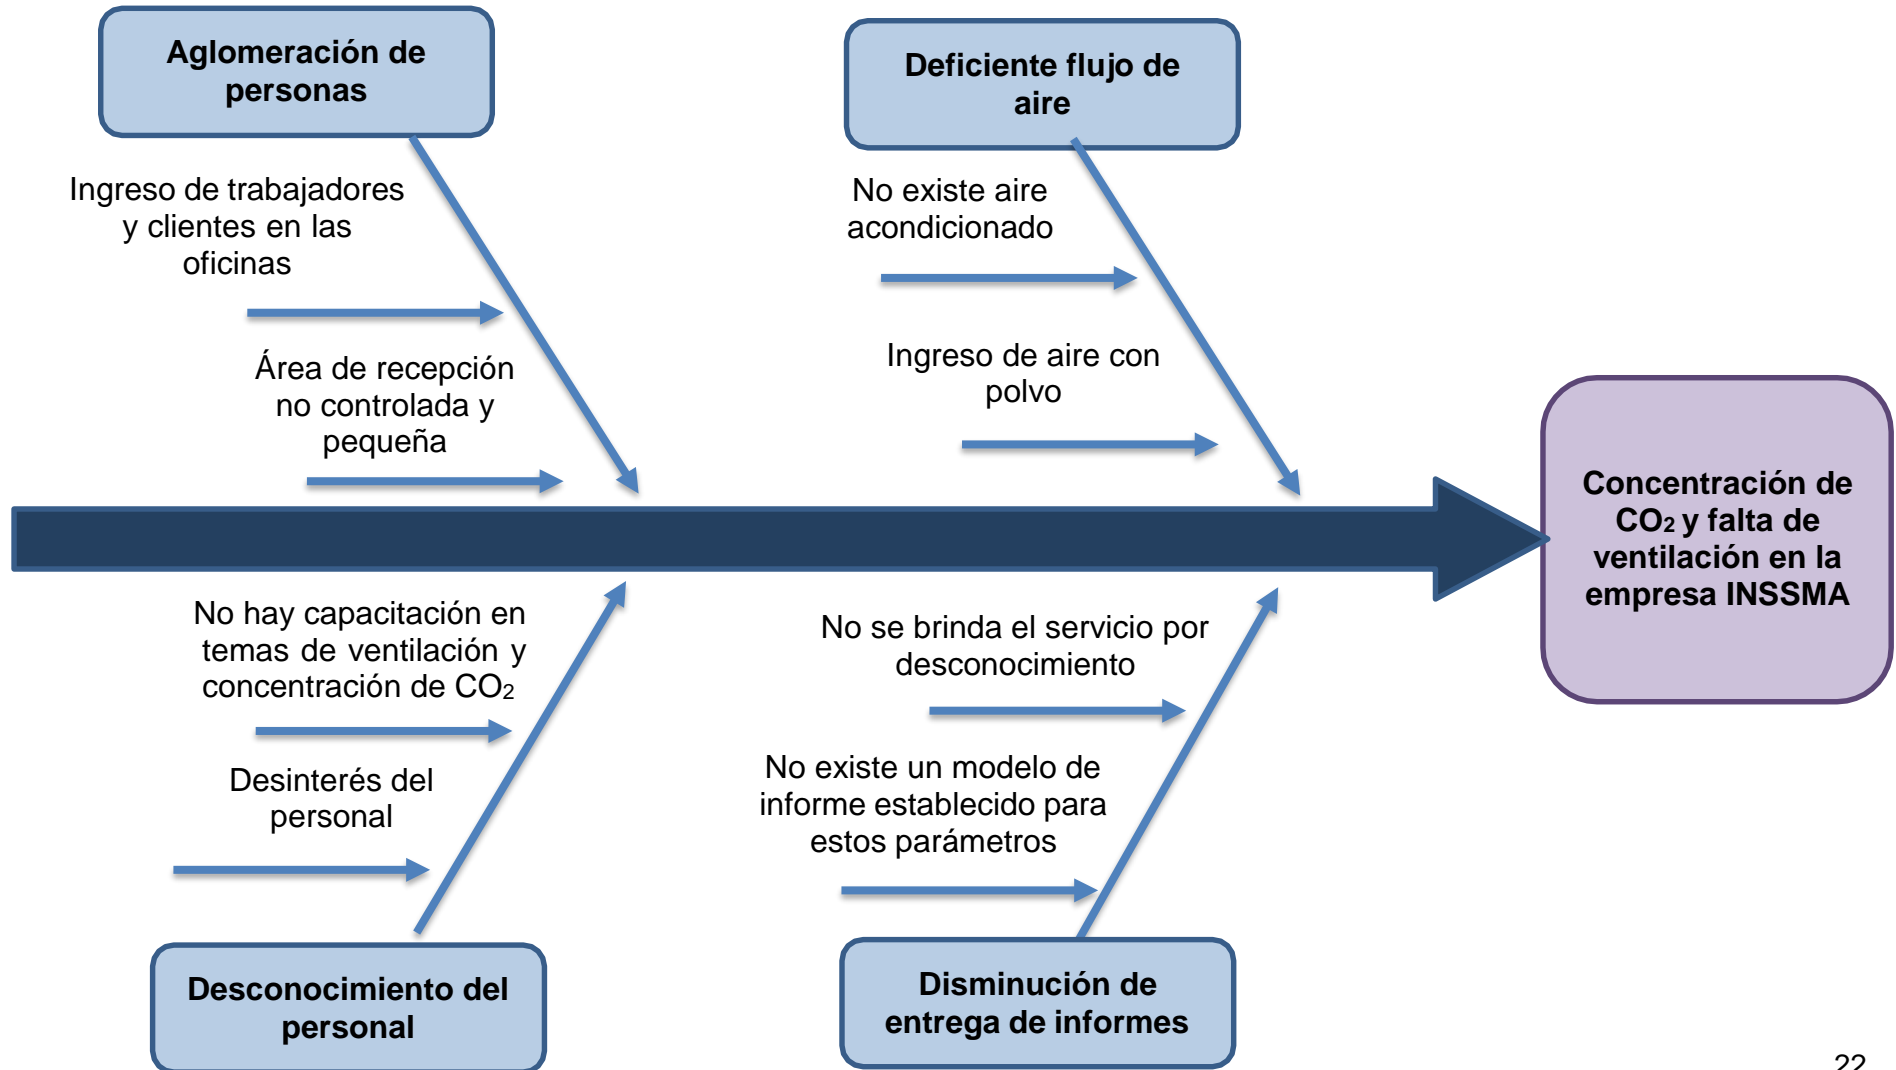 Aglomeración de
personas
Deficiente flujo de
aire
Ingreso de trabajadores
y clientes en las
oficinas
No existe aire
acondicionado
Área de recepción
no controlada y
pequeña
Ingreso de aire con
polvo
Concentración de
CO₂ y falta de
ventilación en la
empresa INSSMA
No hay capacitación en
temas de ventilación y
concentración de CO₂
No se brinda el servicio por
desconocimiento
Desinterés del
personal
No existe un modelo de
informe establecido para
estos parámetros
Desconocimiento del
personal
Disminución de
entrega de informes
22